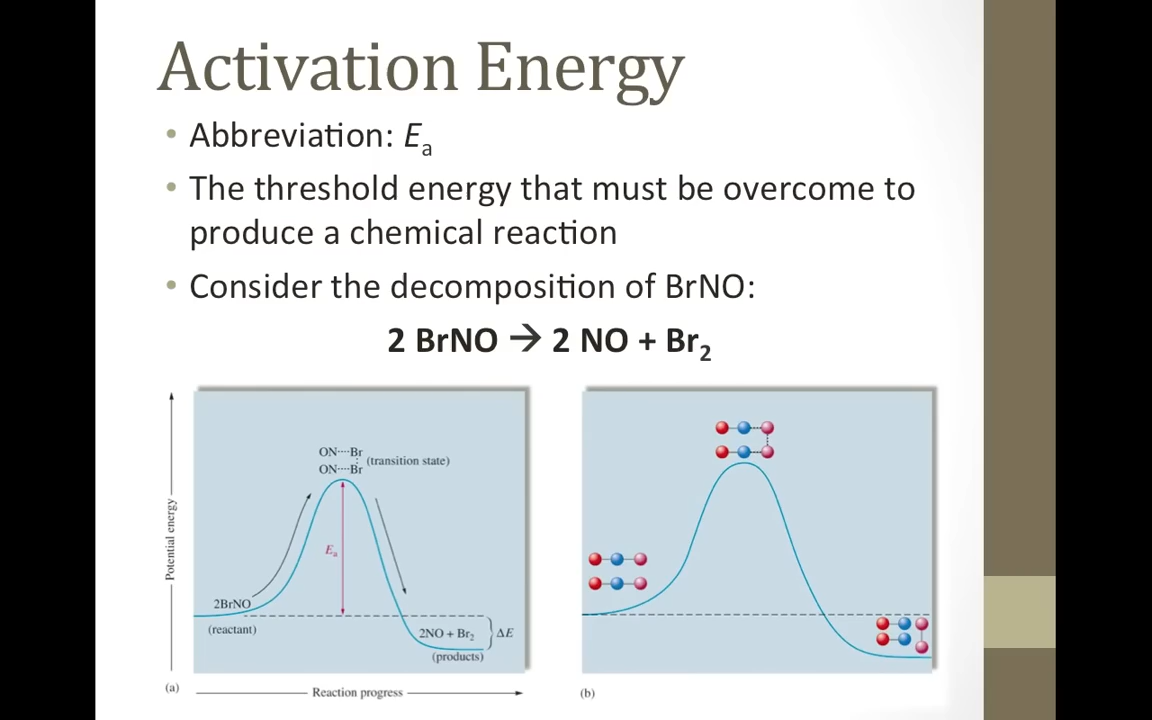 Activation Energy
• Abbreviation: Ea
• The threshold energy that must be overcome to
produce a chemical reaction
• Consider the decomposition of BrNO:
2 BrNO → 2 NO + Br2
Potential energy
ON····Br
ON····Br (transition state)
Ea
2BrNO
(reactant)
2NO + Br2
ΔE
(products)
(a)
Reaction progress
(b)